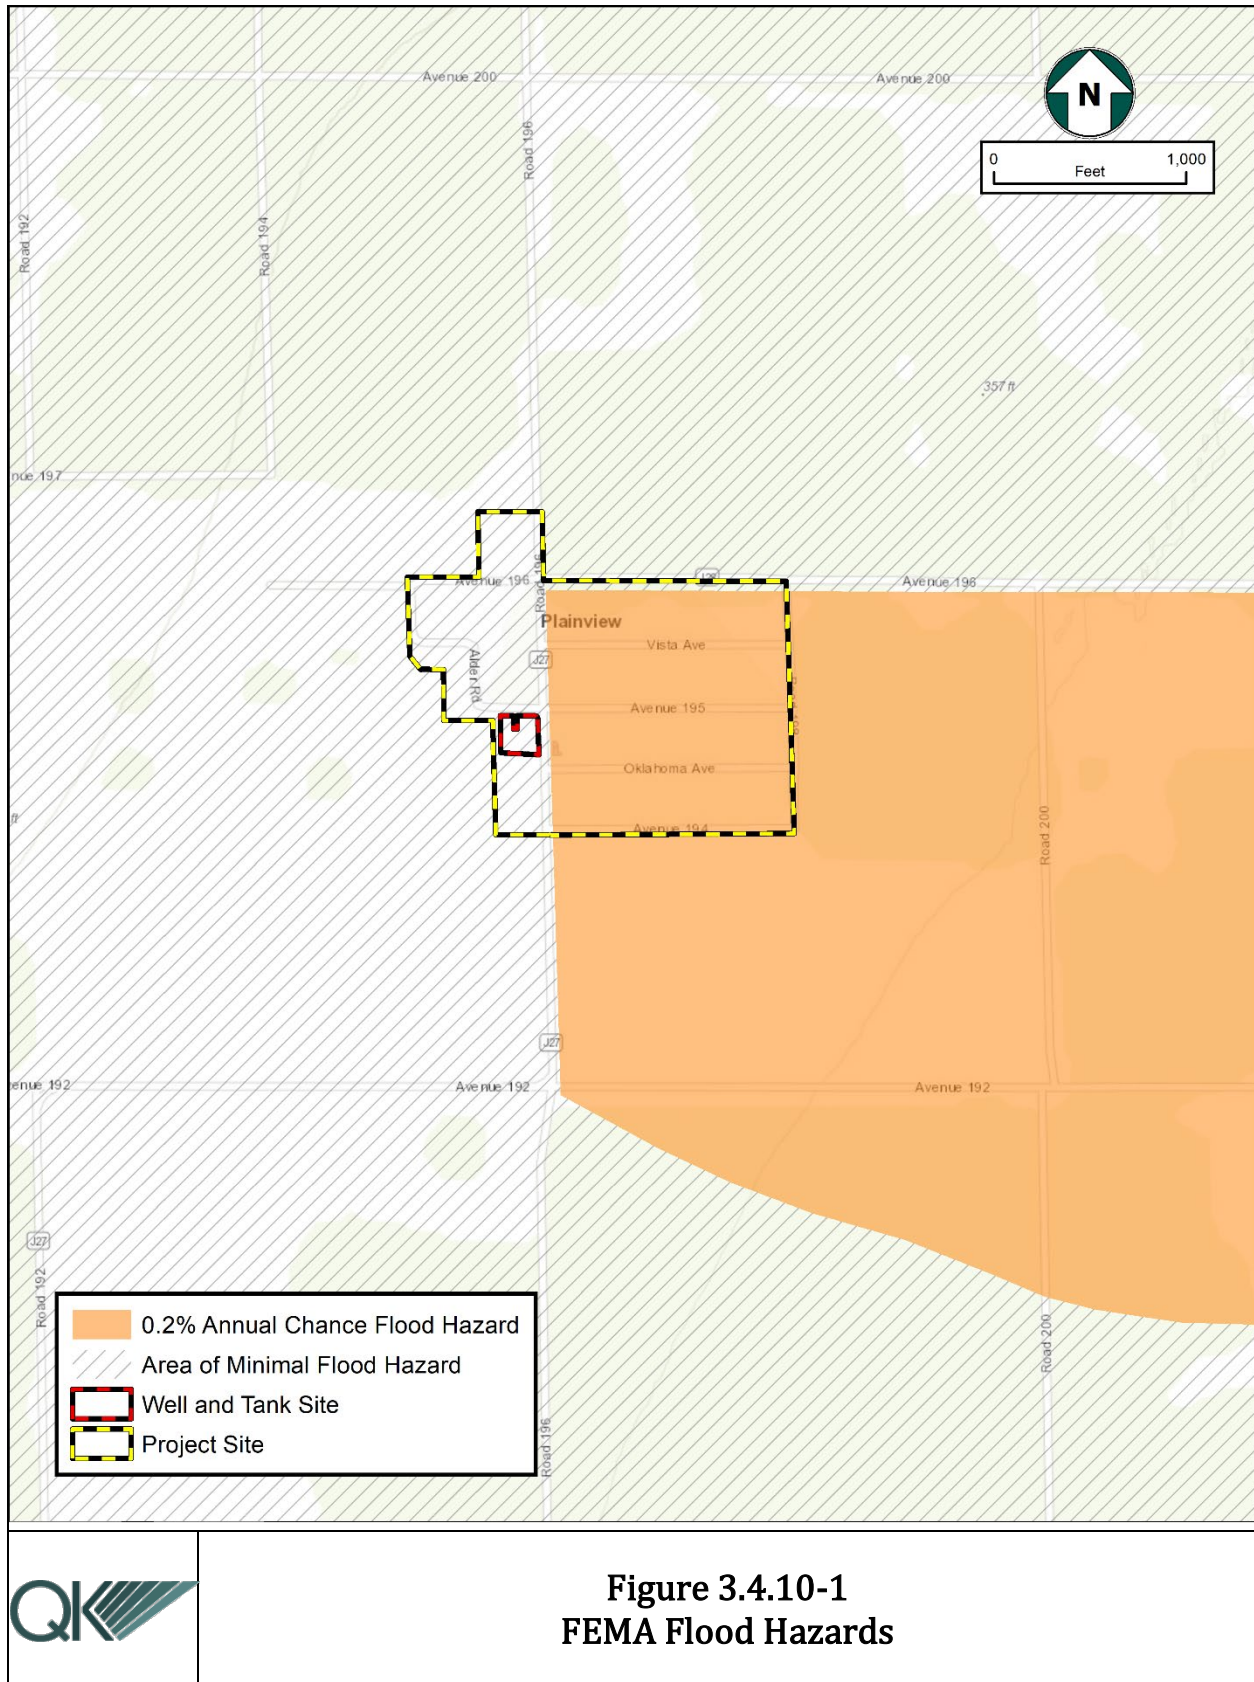 Avenue 200
Avenue 200
N
0
1,000
Feet
Road 196
Road 192
Road 194
357 ft
nue 197
Avenue 196
Road 196
J28
Avenue 196
Plainview
Vista Ave
J27
Alder Rd
Avenue 195
Oklahoma Ave
Avenue 194
ft
Road 200
J27
enue 192
Avenue 192
Avenue 192
J27
Road 192
Road 200
Road 196
0.2% Annual Chance Flood Hazard
Area of Minimal Flood Hazard
Well and Tank Site
Project Site
QK
Figure 3.4.10-1
FEMA Flood Hazards